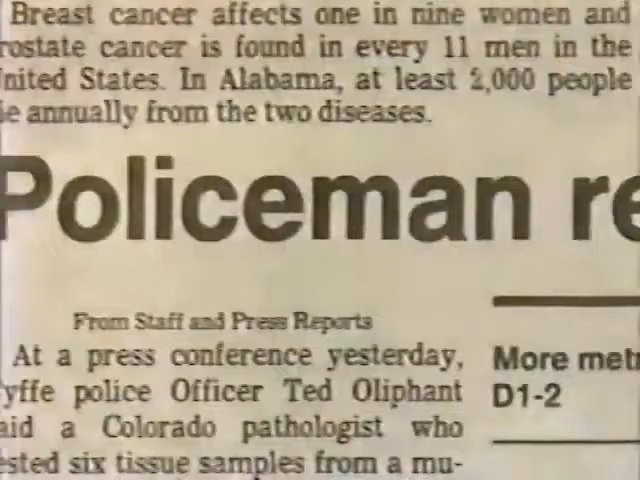 Breast cancer affects one in nine women and
rostate cancer is found in every 11 men in the
nited States. In Alabama, at least 2,000 people
ie annually from the two diseases.
Policeman re
From Staff and Press Reports
At a press conference yesterday,
yffe police Officer Ted Oliphant
aid a Colorado pathologist who
ested six tissue samples from a mu-
More met
D1-2